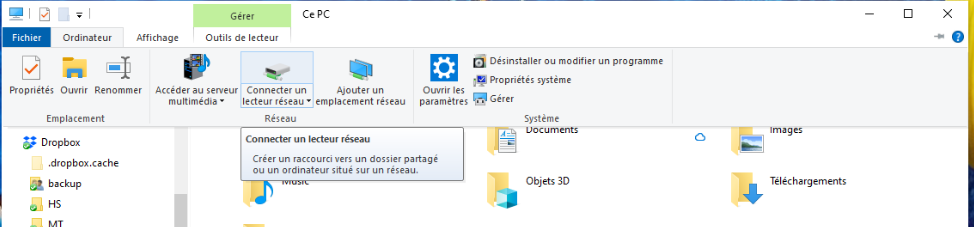 Gérer
Ce PC
Fichier
Ordinateur
Affichage
Outils de lecteur
Propriétés
Ouvrir
Renommer
Accéder au serveur
multimédia
Connecter un
lecteur réseau
Ajouter un
emplacement réseau
Ouvrir les
paramètres
Désinstaller ou modifier un programme
Propriétés système
Gérer
Emplacement
Réseau
Système
Connecter un lecteur réseau
Créer un raccourci vers un dossier partagé
ou un ordinateur situé sur un réseau.
Dropbox
.dropbox.cache
backup
HS
MT
Documents
Images
Music
Objets 3D
Téléchargements